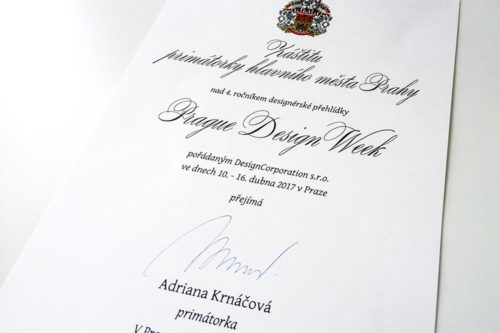 Záštitu
primátorky hlavního města Prahy
nad 4. ročníkem designérské přehlídky
Prague Design Week
pořádaným DesignCorporation s.r.o.
ve dnech 10. - 16. dubna 2017 v Praze
přejímá
Adriana Krnáčová
primátorka